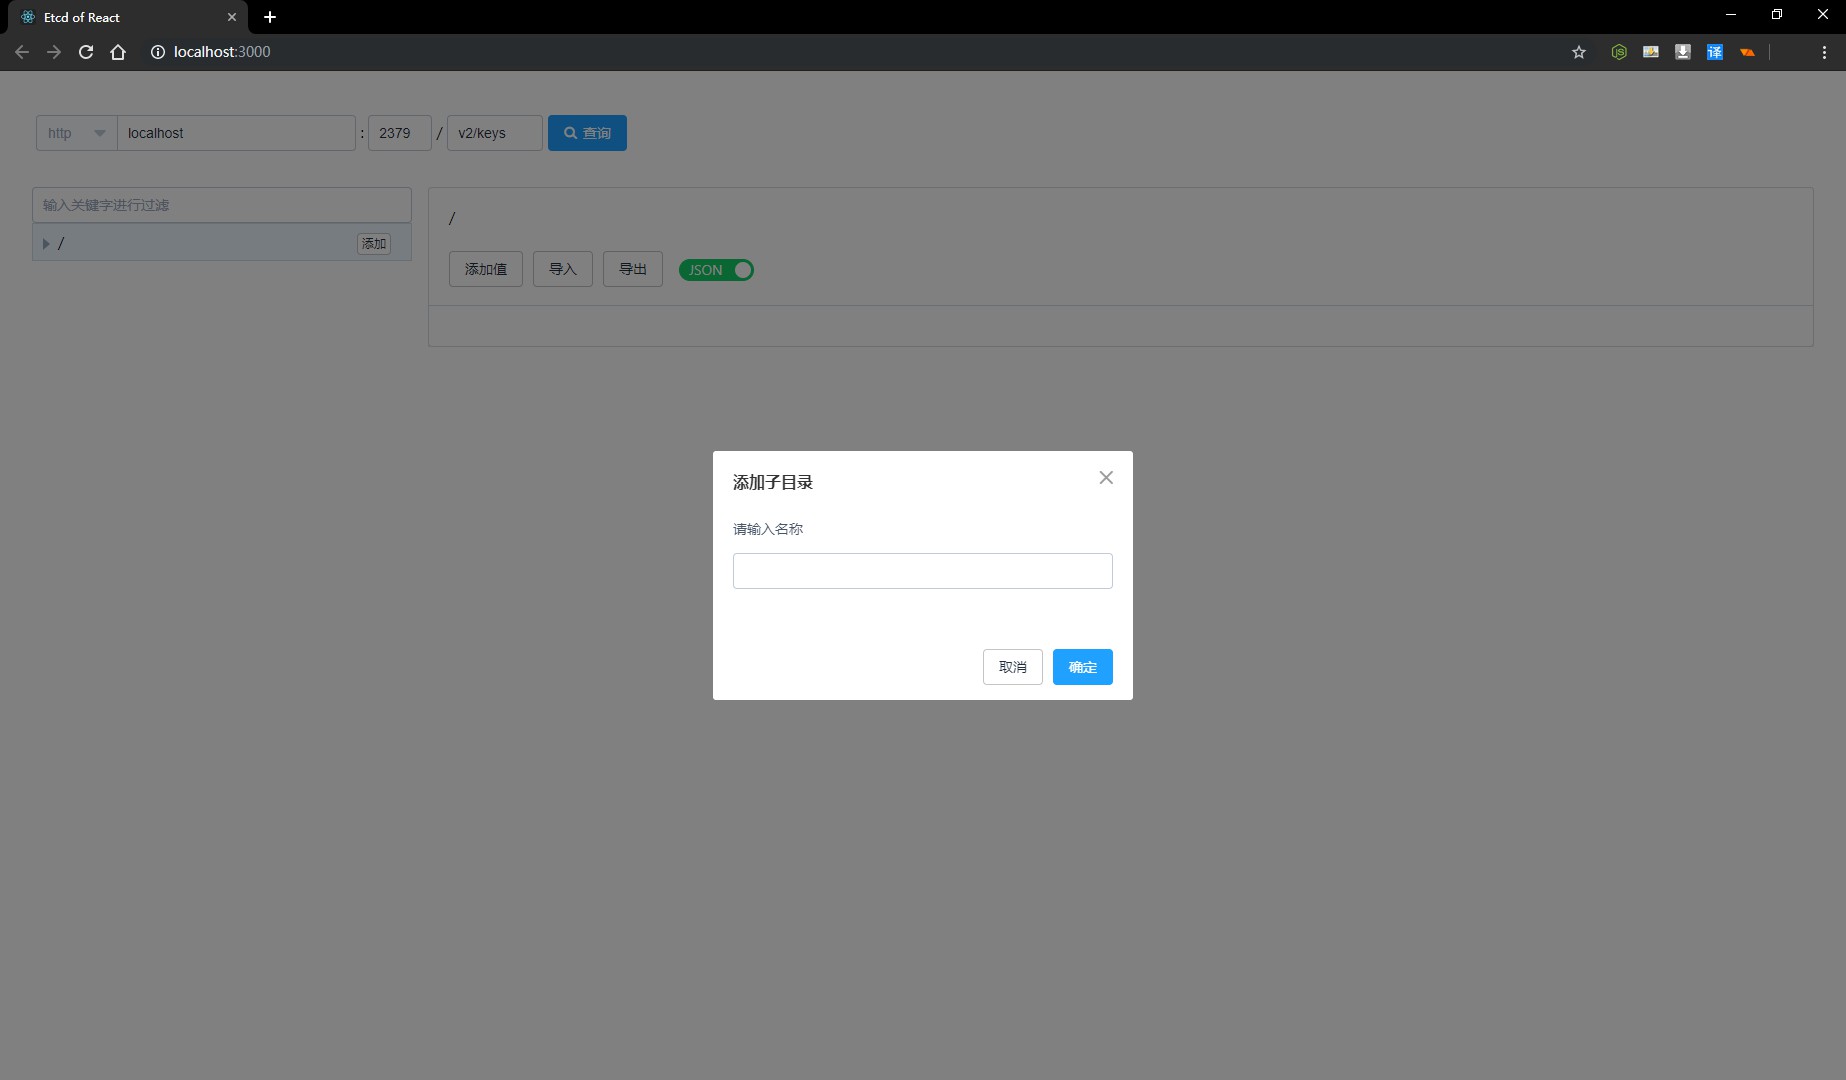 Etcd of React
localhost:3000
http localhost : 2379 / v2/keys 查询
输入关键字进行过滤
/ 添加
/
添加值 导入 导出 JSON
添加子目录
请输入名称
取消 确定
JS
译